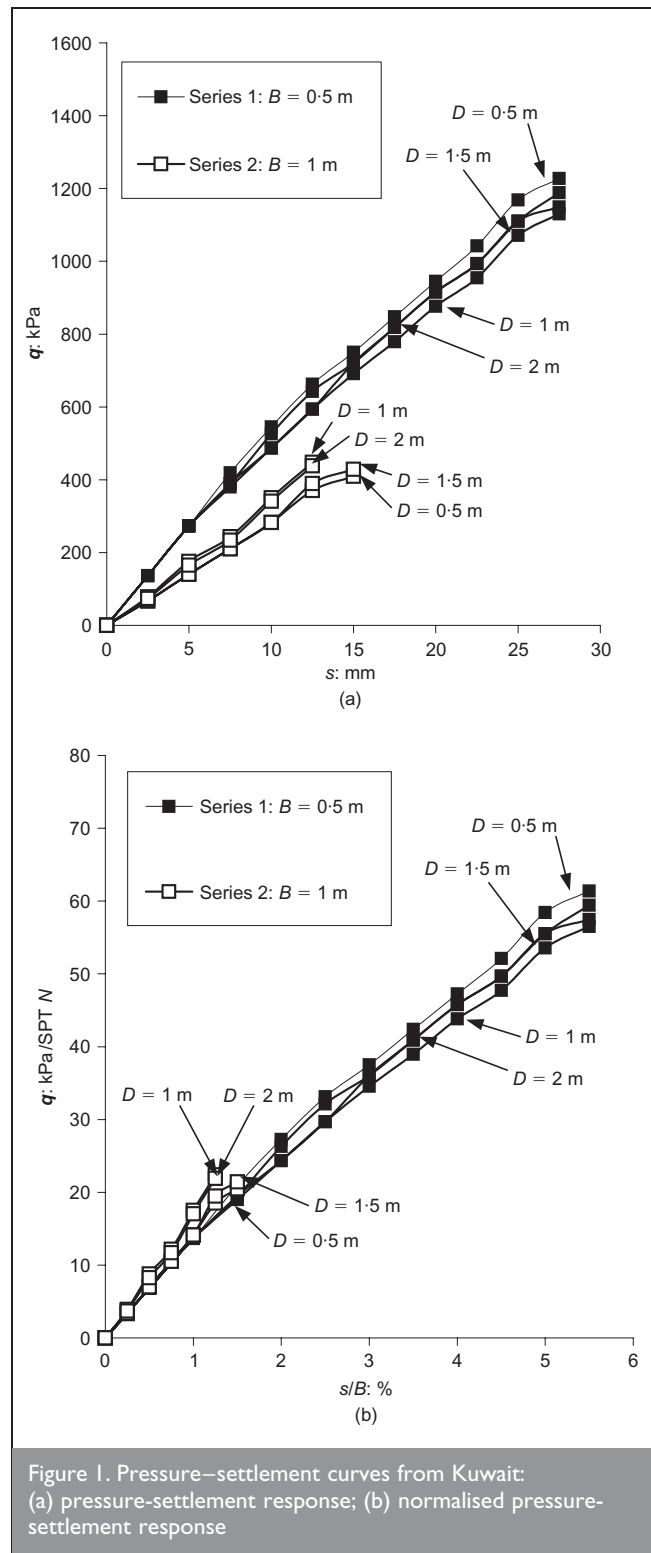 1600
1400
1200
1000
800
600
400
200
0
q: kPa
Series 1: B = 0·5 m
Series 2: B = 1 m
D = 0·5 m
D = 1·5 m
D = 1 m
D = 2 m
D = 1 m
D = 2 m
D = 1·5 m
D = 0·5 m
0 5 10 15 20 25 30
s: mm
(a)
80
70
60
50
40
30
20
10
0
q: kPa/SPT N
Series 1: B = 0·5 m
Series 2: B = 1 m
D = 0·5 m
D = 1·5 m
D = 1 m
D = 2 m
D = 1 m D = 2 m
D = 1·5 m
D = 0·5 m
0 1 2 3 4 5 6
s/B: %
(b)
Figure 1. Pressure–settlement curves from Kuwait:
(a) pressure-settlement response; (b) normalised pressure-
settlement response